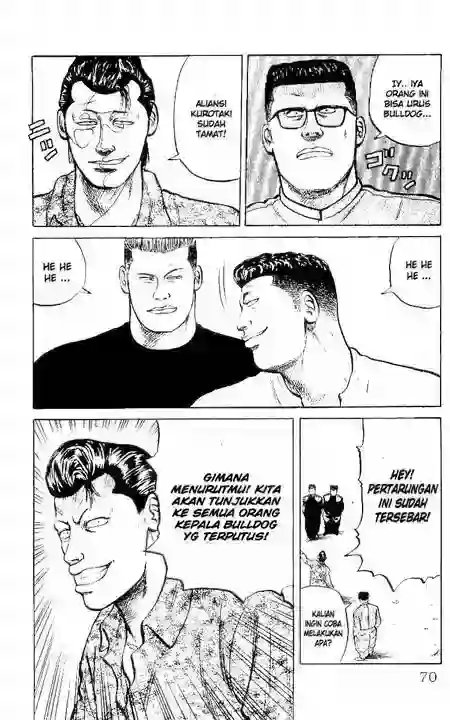 ALIANSI
KUROTAKI
SUDAH
TAMAT!
IY.. IYA
ORANG INI
BISA URUS
BULLDOG...
HE HE
HE ...
HE HE
HE ...
GIMANA
MENURUTMU! KITA
AKAN TUNJUKKAN
KE SEMUA ORANG
KEPALA BULLDOG
YG TERPUTUS!
HEY!
PERTARUNGAN
INI SUDAH
TERSEBAR!
KALIAN
INGIN COBA
MELAKUKAN
APA?
70